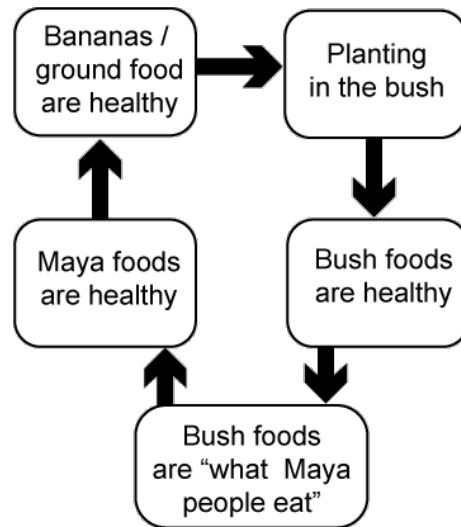 Bananas /
ground food
are healthy
Planting
in the bush
Maya foods
are healthy
Bush foods
are healthy
Bush foods
are “what Maya
people eat”